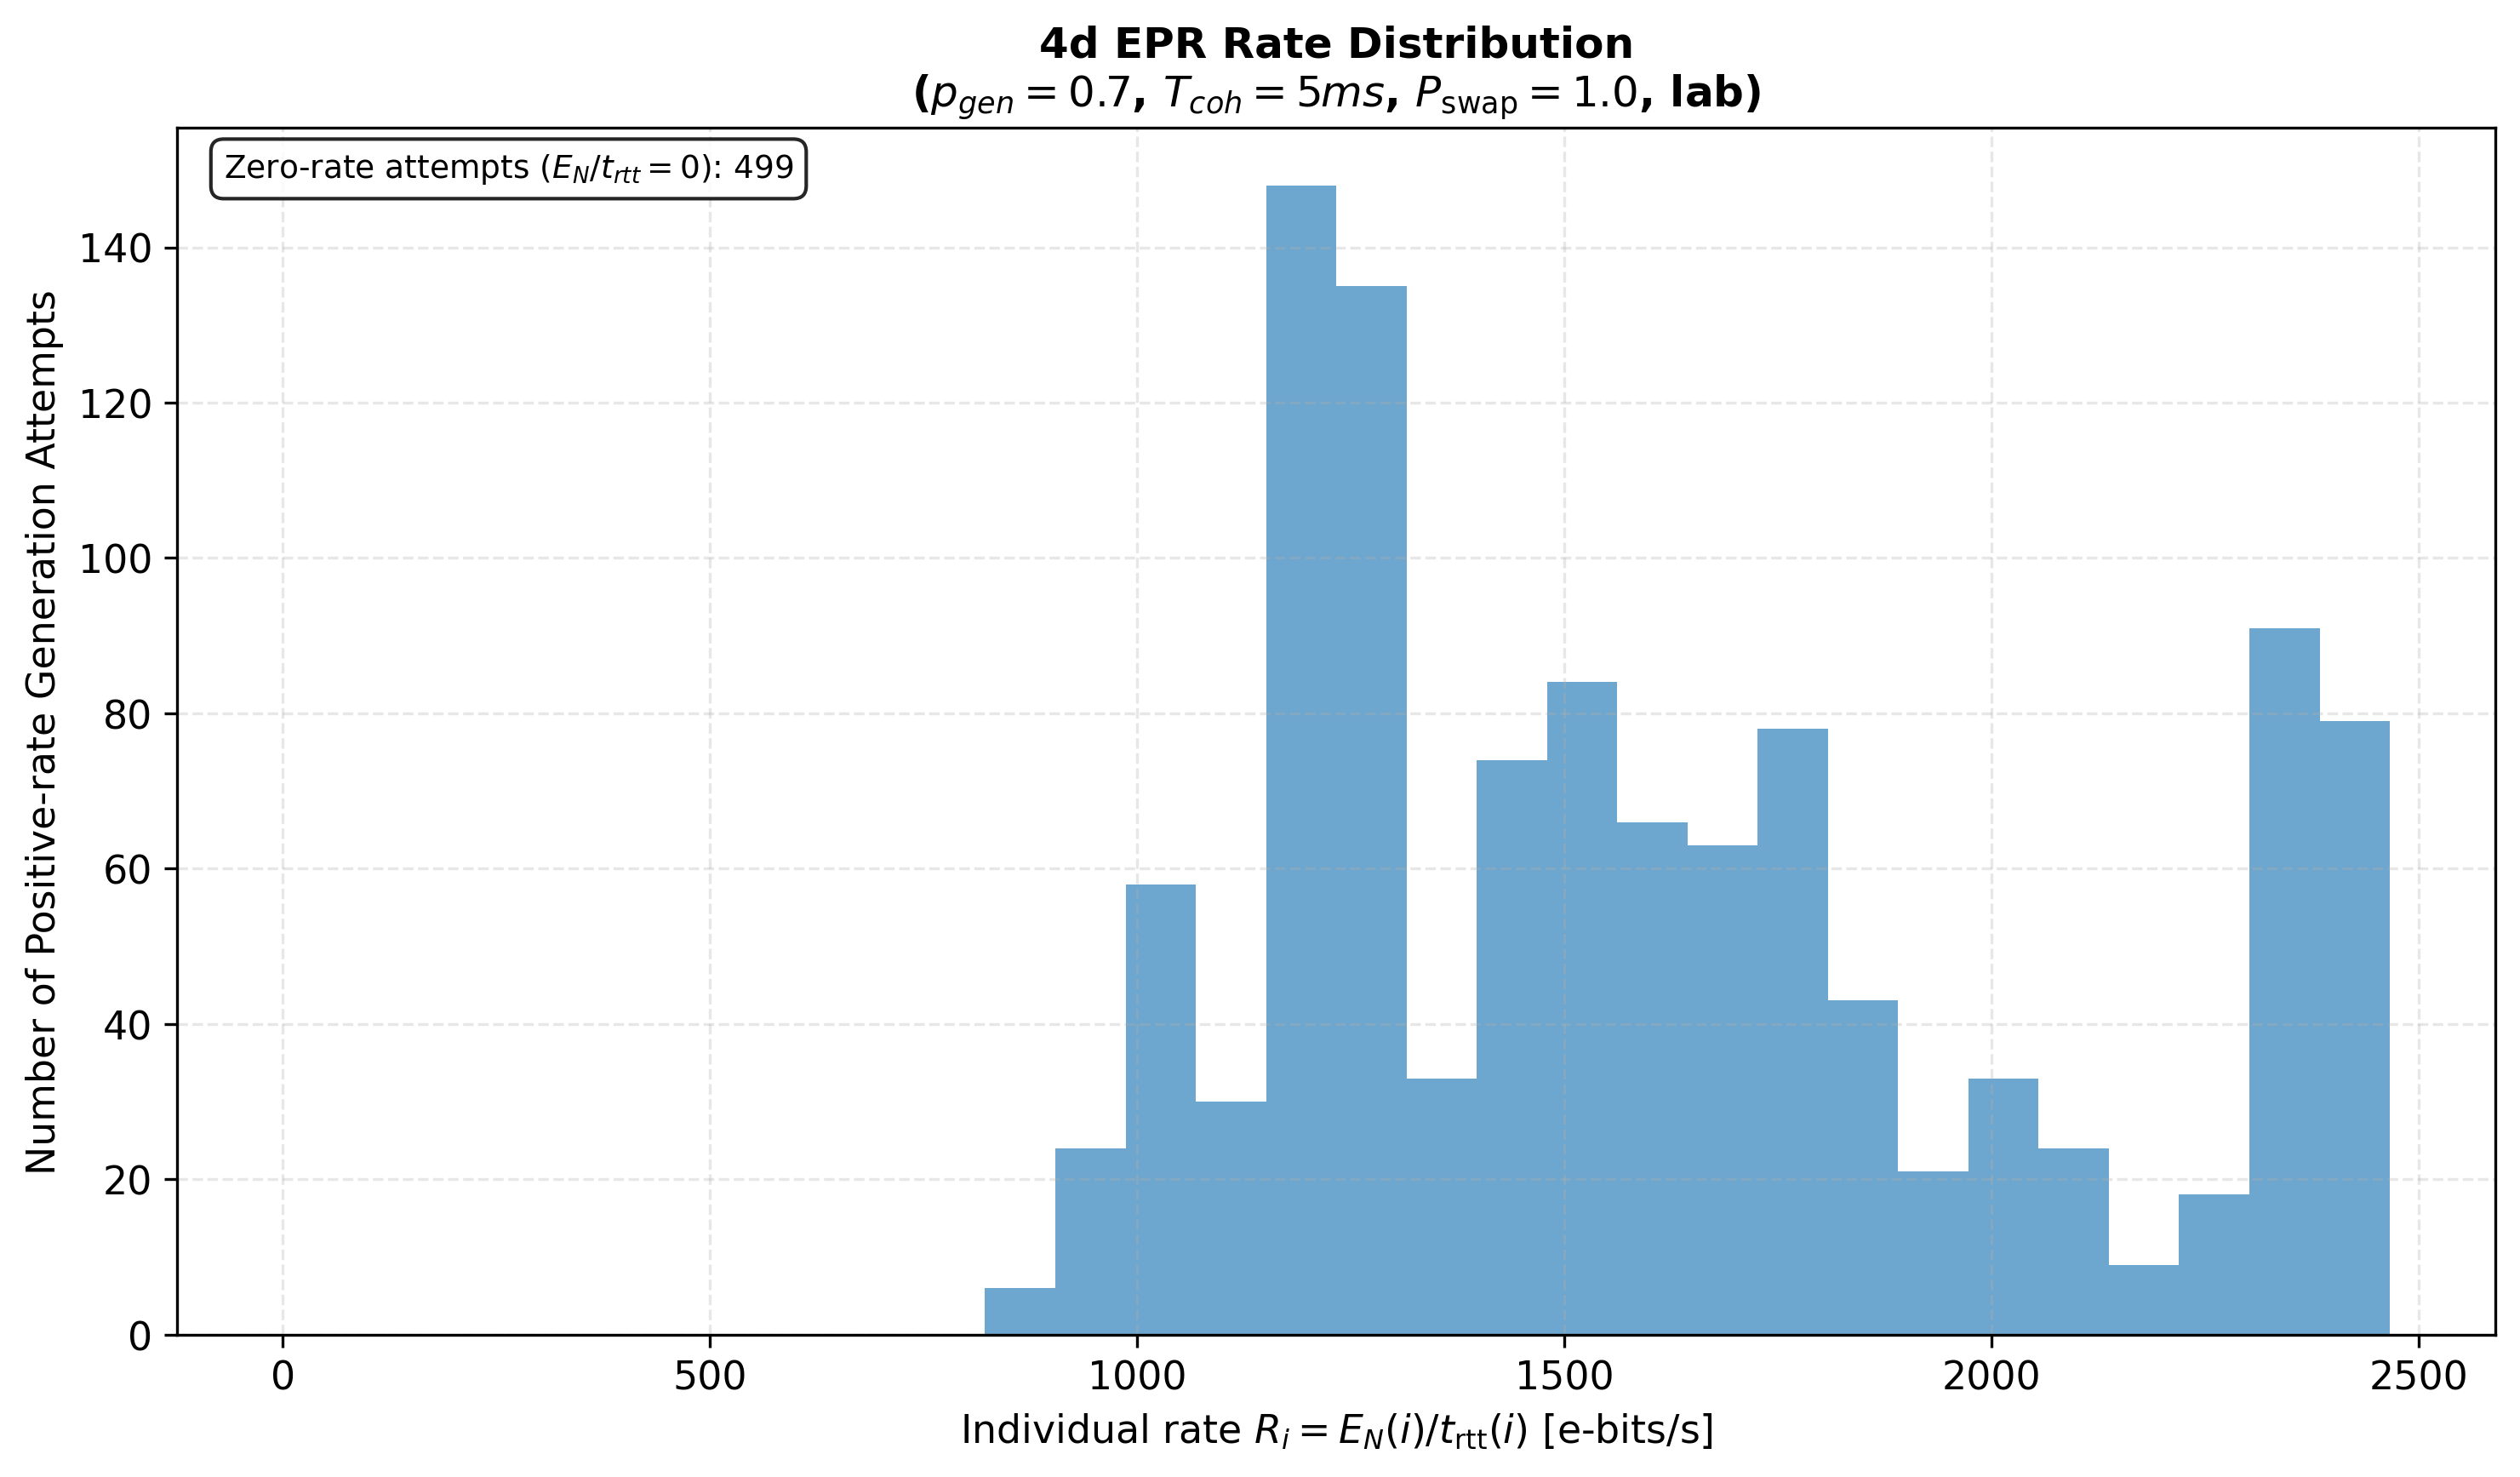 4d EPR Rate Distribution
(p_gen = 0.7, T_coh = 5ms, P_swap = 1.0, lab)
Zero-rate attempts (E_N/t_rtt = 0): 499
Number of Positive-rate Generation Attempts
140
120
100
80
60
40
20
0
0 500 1000 1500 2000 2500
Individual rate R_i = E_N(i)/t_rtt(i) [e-bits/s]